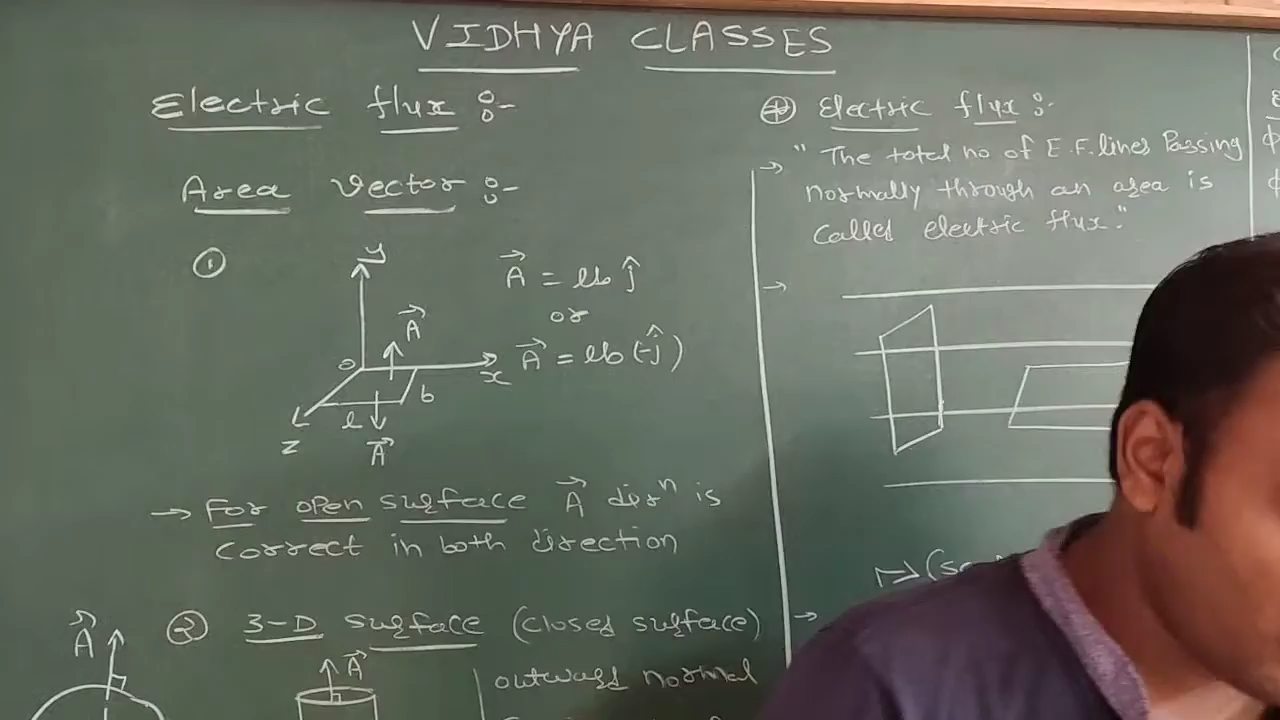 VIDHYA CLASSES
Electric flux :-
Area vector :-
①
y
A⃗
o
x
b
l
z
A⃗
A⃗ = lb ĵ
or
A⃗ = lb (-ĵ)
→ For open surface A⃗ dirⁿ is
correct in both direction
② 3-D surface (closed surface)
A⃗
A⃗
outward normal
Electric flux :-
→ " The total no of E.F. lines Passing
normally through an area is
called electric flux."
→
→